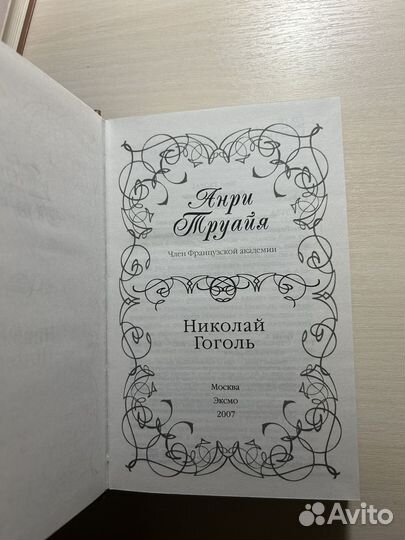 Анри
Труайя
Член Французской академии
Николай
Гоголь
Москва
Эксмо
2007
Avito